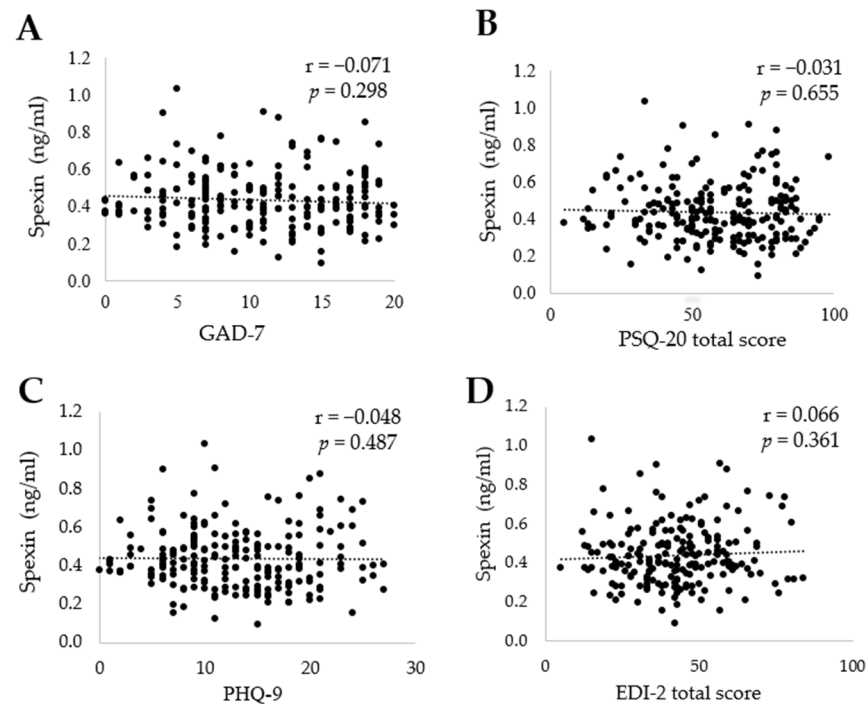 A
r = −0.071
p = 0.298
Spexin (ng/ml)
1.2
1.0
0.8
0.6
0.4
0.2
0.0
0 5 10 15 20
GAD-7
B
r = −0.031
p = 0.655
Spexin (ng/ml)
1.2
1.0
0.8
0.6
0.4
0.2
0.0
0 50 100
PSQ-20 total score
C
r = −0.048
p = 0.487
Spexin (ng/ml)
1.2
1.0
0.8
0.6
0.4
0.2
0.0
0 10 20 30
PHQ-9
D
r = 0.066
p = 0.361
Spexin (ng/ml)
1.2
1.0
0.8
0.6
0.4
0.2
0.0
0 50 100
EDI-2 total score